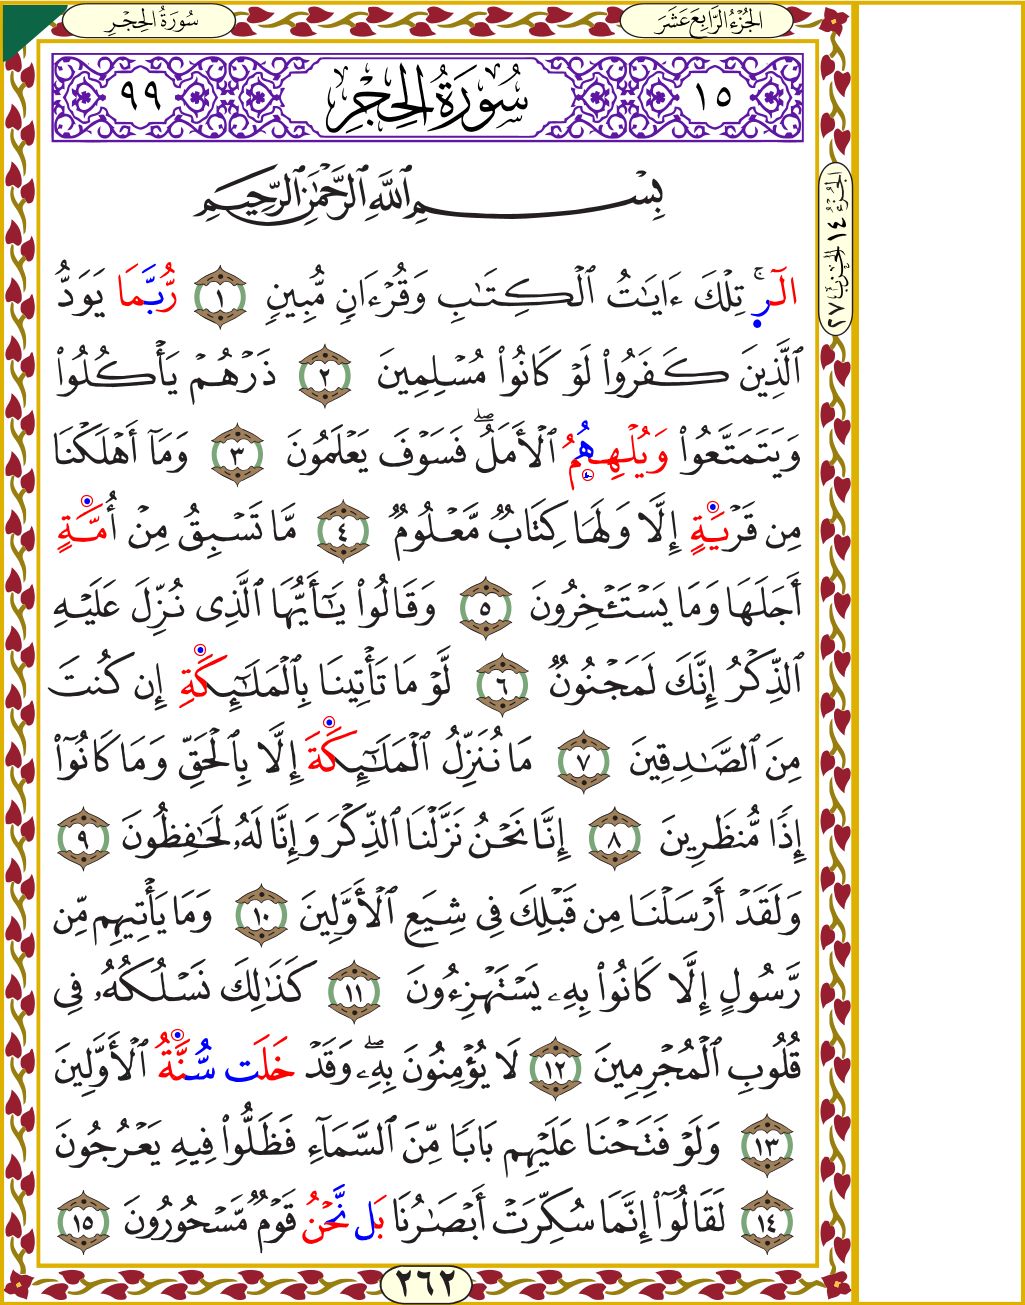 سُورَةُ الحِجْرِ
الجُزْءُ الرَّابِعَ عَشَرَ
١٥ سُورَةُ الحِجْرِ ٩٩
بِسْمِ ٱللَّهِ ٱلرَّحْمَٰنِ ٱلرَّحِيمِ
الٓرۚ تِلْكَ ءَايَٰتُ ٱلْكِتَٰبِ وَقُرْءَانٍ مُّبِينٍ ١ رُّبَّمَا يَوَدُّ
ٱلَّذِينَ كَفَرُواْ لَوْ كَانُواْ مُسْلِمِينَ ٢ ذَرْهُمْ يَأْكُلُواْ
وَيَتَمَتَّعُواْ وَيُلْهِهِمُ ٱلْأَمَلُۖ فَسَوْفَ يَعْلَمُونَ ٣ وَمَآ أَهْلَكْنَا
مِن قَرْيَةٍ إِلَّا وَلَهَا كِتَابٌ مَّعْلُومٌ ٤ مَّا تَسْبِقُ مِنْ أُمَّةٍ
أَجَلَهَا وَمَا يَسْتَـْٔخِرُونَ ٥ وَقَالُواْ يَٰٓأَيُّهَا ٱلَّذِى نُزِّلَ عَلَيْهِ
ٱلذِّكْرُ إِنَّكَ لَمَجْنُونٌ ٦ لَّوْ مَا تَأْتِينَا بِٱلْمَلَٰٓئِكَةِ إِن كُنتَ
مِنَ ٱلصَّٰدِقِينَ ٧ مَا نُنَزِّلُ ٱلْمَلَٰٓئِكَةَ إِلَّا بِٱلْحَقِّ وَمَا كَانُوٓاْ
إِذًا مُّنظَرِينَ ٨ إِنَّا نَحْنُ نَزَّلْنَا ٱلذِّكْرَ وَإِنَّا لَهُۥ لَحَٰفِظُونَ ٩
وَلَقَدْ أَرْسَلْنَا مِن قَبْلِكَ فِى شِيَعِ ٱلْأَوَّلِينَ ١٠ وَمَا يَأْتِيهِم مِّن
رَّسُولٍ إِلَّا كَانُواْ بِهِۦ يَسْتَهْزِءُونَ ١١ كَذَٰلِكَ نَسْلُكُهُۥ فِى
قُلُوبِ ٱلْمُجْرِمِينَ ١٢ لَا يُؤْمِنُونَ بِهِۦۖ وَقَدْ خَلَت سُّنَّةُ ٱلْأَوَّلِينَ
١٣ وَلَوْ فَتَحْنَا عَلَيْهِم بَابًا مِّنَ ٱلسَّمَآءِ فَظَلُّواْ فِيهِ يَعْرُجُونَ
١٤ لَقَالُوٓاْ إِنَّمَا سُكِّرَتْ أَبْصَٰرُنَا بَل نَّحْنُ قَوْمٌ مَّسْحُورُونَ ١٥
الجُزْءُ ١٤ الحِزْبُ ٢٧
٢٦٢